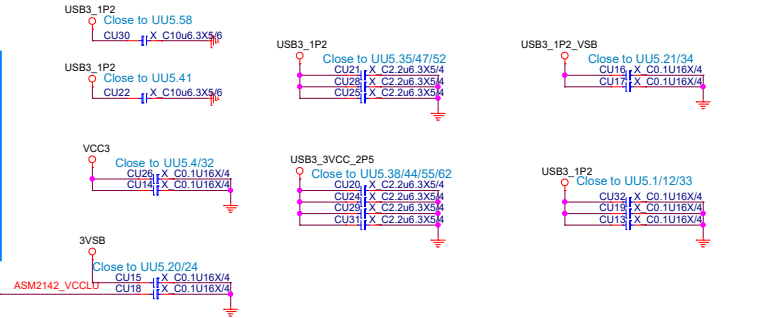 USB3_1P2
Close to UU5.58
CU30 X_C10u6.3X5/6
USB3_1P2
Close to UU5.41
CU22 X_C10u6.3X5/6
USB3_1P2
Close to UU5.35/47/52
CU21 X_C2.2u6.3X5/4
CU28 X_C2.2u6.3X5/4
CU25 X_C2.2u6.3X5/4
USB3_1P2_VSB
Close to UU5.21/34
CU16 X_C0.1U16X/4
CU17 X_C0.1U16X/4
VCC3
Close to UU5.4/32
CU26 X_C0.1U16X/4
CU14 X_C0.1U16X/4
USB3_3VCC_2P5
Close to UU5.38/44/55/62
CU20 X_C2.2u6.3X5/4
CU24 X_C2.2u6.3X5/4
CU29 X_C2.2u6.3X5/4
CU31 X_C2.2u6.3X5/4
USB3_1P2
Close to UU5.1/12/33
CU32 X_C0.1U16X/4
CU19 X_C0.1U16X/4
CU13 X_C0.1U16X/4
3VSB
Close to UU5.20/24
CU15 X_C0.1U16X/4
ASM2142_VCCLU CU18 X_C0.1U16X/4